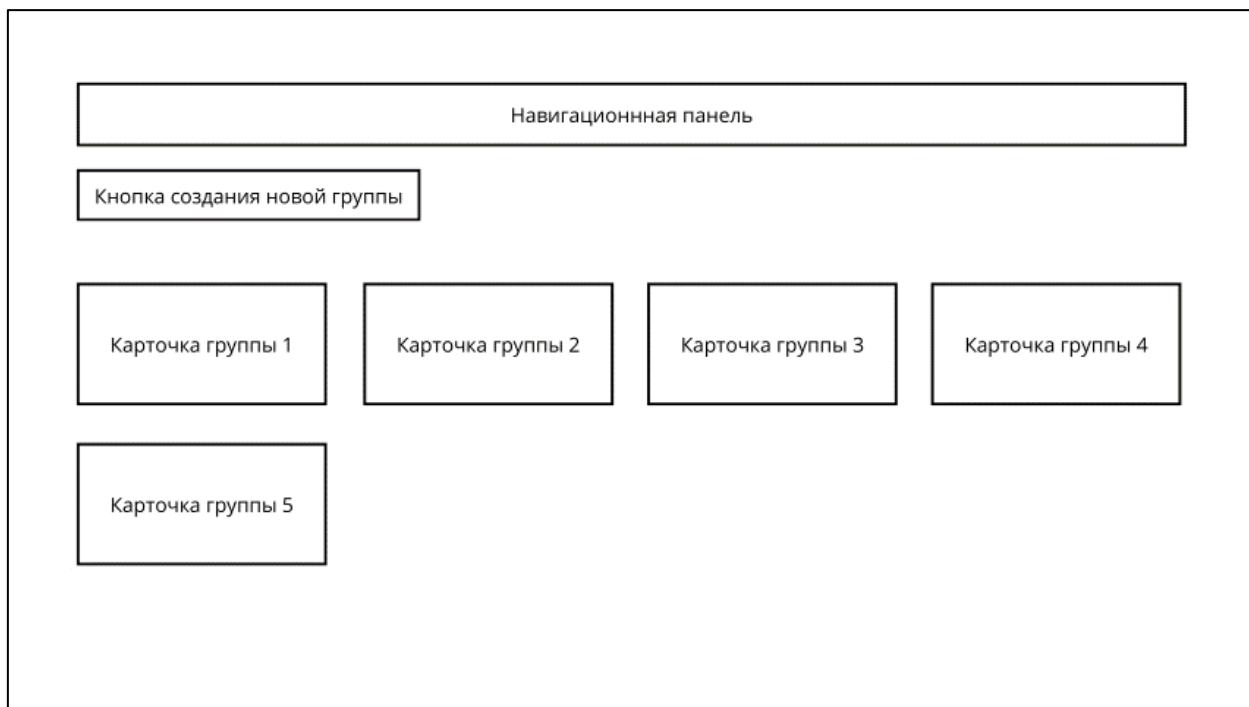 Навигационнная панель
Кнопка создания новой группы
Карточка группы 1
Карточка группы 2
Карточка группы 3
Карточка группы 4
Карточка группы 5